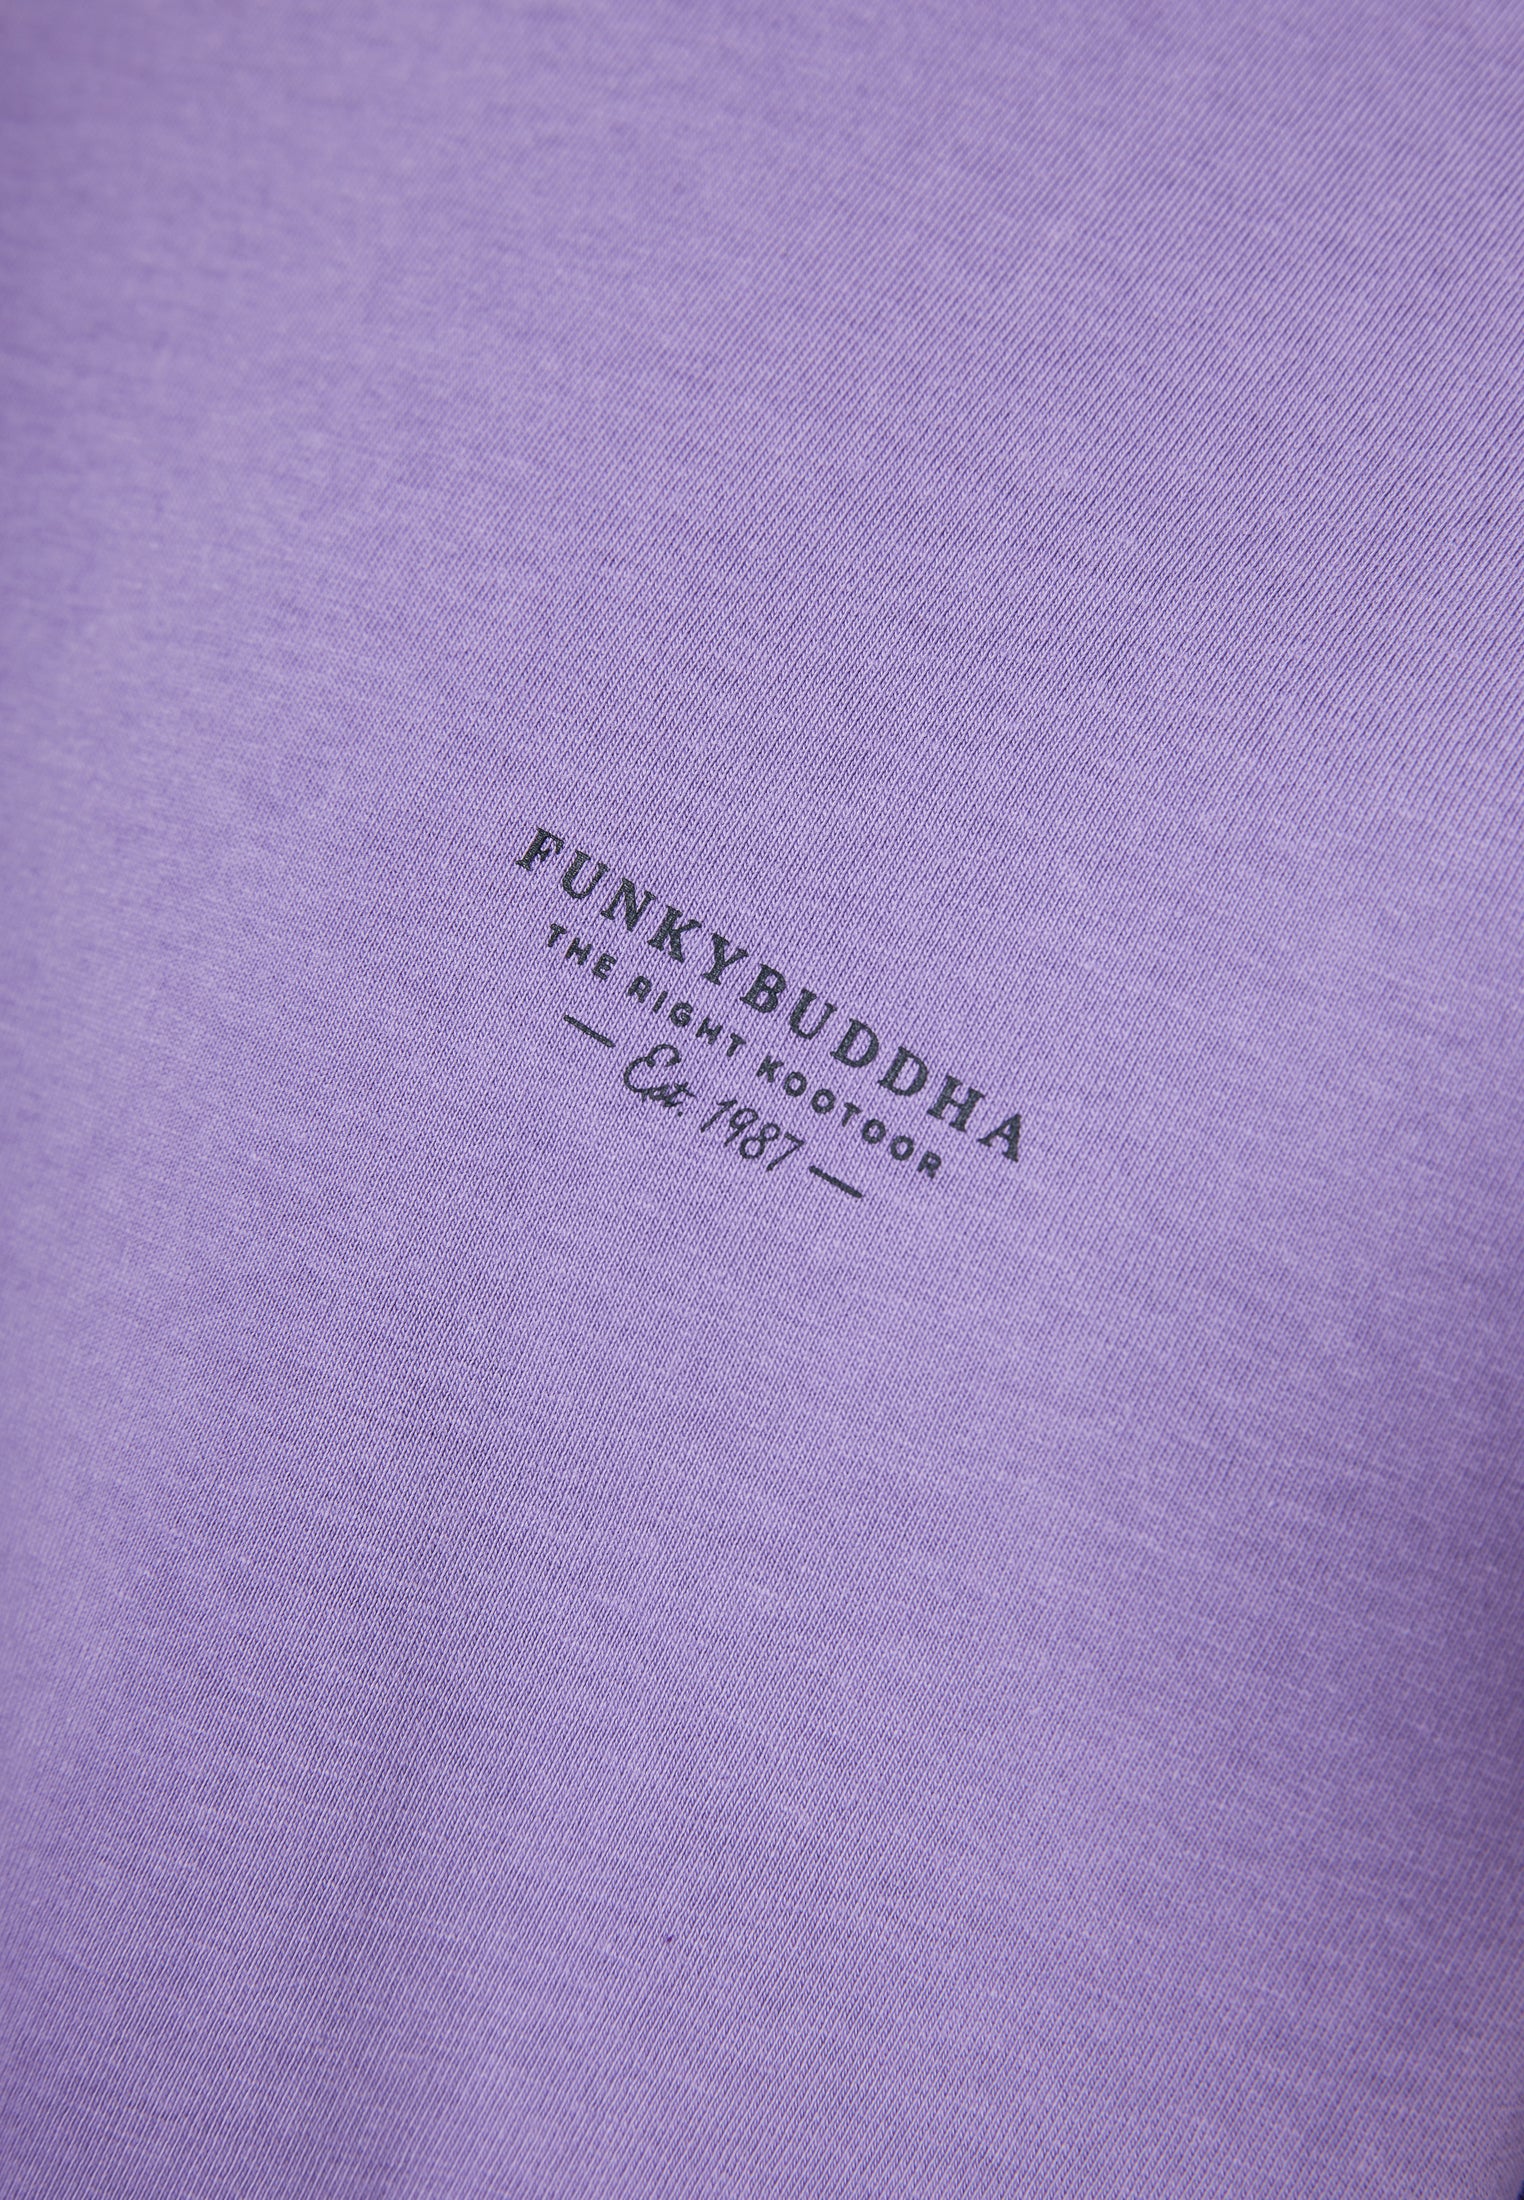 FUNKYBUDDHA
THE RIGHT KOOTOOR
— Est. 1987 —